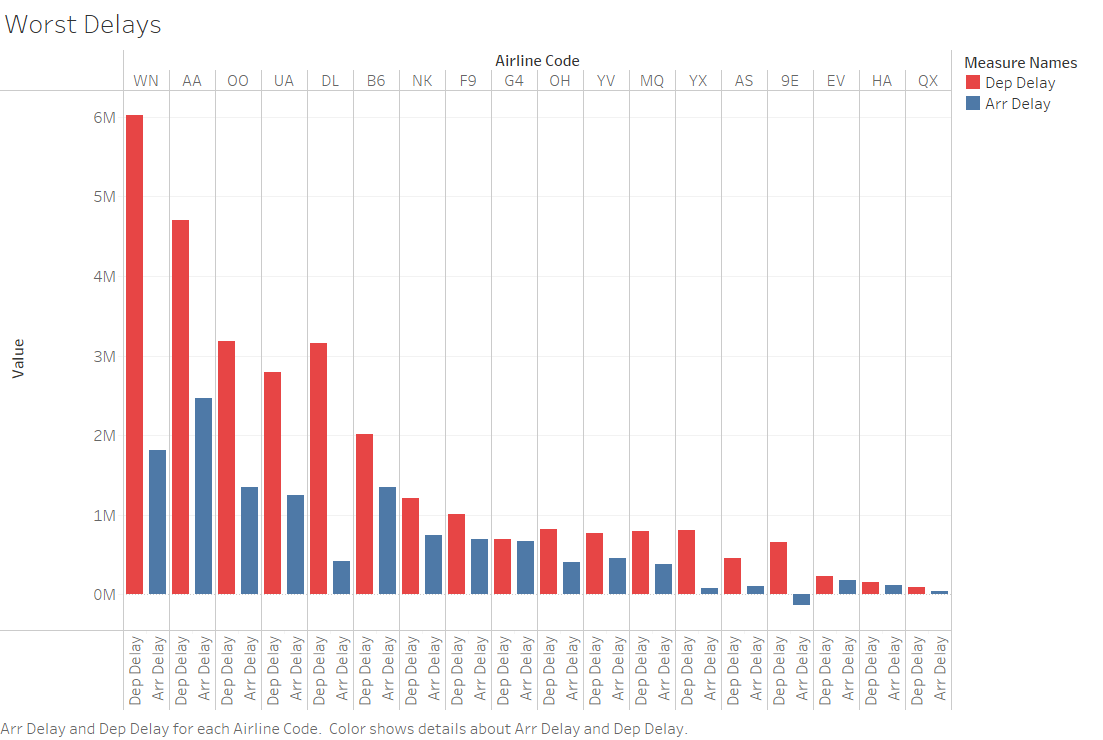 Worst Delays
Airline Code
WN AA OO UA DL B6 NK F9 G4 OH YV MQ YX AS 9E EV HA QX
Measure Names
Dep Delay
Arr Delay
Value
6M
5M
4M
3M
2M
1M
0M
Dep Delay Arr Delay Dep Delay Arr Delay Dep Delay Arr Delay Dep Delay Arr Delay Dep Delay Arr Delay Dep Delay Arr Delay Dep Delay Arr Delay Dep Delay Arr Delay Dep Delay Arr Delay Dep Delay Arr Delay Dep Delay Arr Delay Dep Delay Arr Delay Dep Delay Arr Delay Dep Delay Arr Delay Dep Delay Arr Delay Dep Delay Arr Delay Dep Delay Arr Delay Dep Delay Arr Delay
Arr Delay and Dep Delay for each Airline Code.  Color shows details about Arr Delay and Dep Delay.